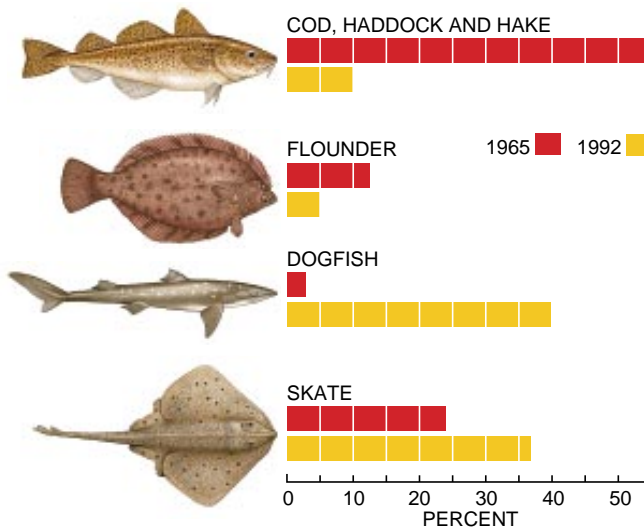 COD, HADDOCK AND HAKE
FLOUNDER
1965 1992
DOGFISH
SKATE
0 10 20 30 40 50
PERCENT